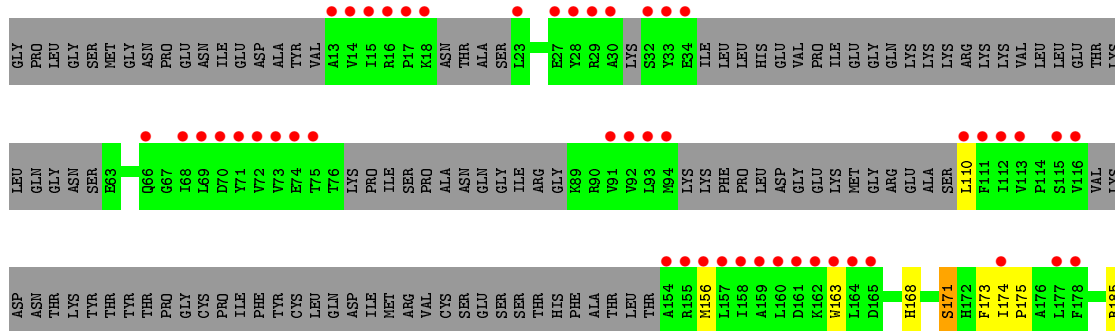 GLY PRO LEU GLY SER MET GLY ASN PRO GLU ASN ILE GLU ASP ALA TYR VAL A13 V14 I15 R16 P17 K18 ASN THR ALA SER L23 E27 Y28 R29 A30 LYS S32 Y33 E34 ILE LEU LEU HIS GLU VAL PRO ILE GLU GLY GLN LYS LYS LYS ARG LYS LYS VAL LEU LEU GLU THR LYS
LEU GLN GLY ASN SER E63 Q66 G67 I68 L69 D70 Y71 V72 V73 E74 T75 T76 LYS PRO ILE SER PRO ALA ASN GLN GLY ILE ARG GLY K89 R90 V91 V92 L93 M94 LYS LYS PHE PRO LEU ASP GLY GLU LYS MET GLY ARG GLU ALA SER L110 F111 I112 V113 P114 S115 V116 VAL LYS
ASP ASN THR LYS TYR THR TYR THR PRO GLY CYS PRO ILE PHE TYR CYS LEU GLN ASP ILE MET ARG VAL CYS SER GLU SER SER THR HIS PHE ALA THR LEU THR A154 R155 M156 L157 I158 A159 L160 D161 K162 W163 L164 D165 H168 S171 H172 F173 I174 P175 A176 L177 F178